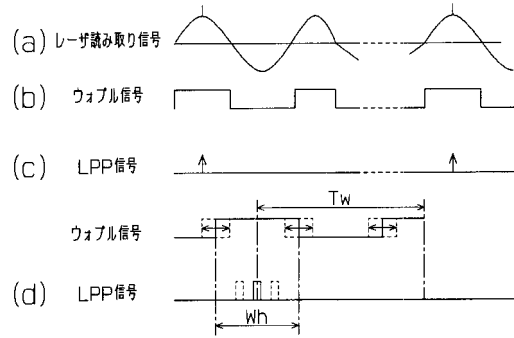 (a) レーザ読み取り信号
(b) ウォブル信号
(c) LPP信号
Tw
ウォブル信号
(d) LPP信号
Wh